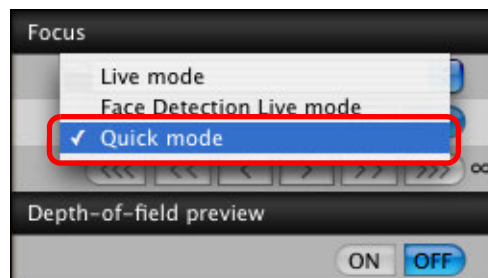 Focus
Live mode
Face Detection Live mode
✓ Quick mode
<<< << < > >> >>> ∞
Depth-of-field preview
ON OFF